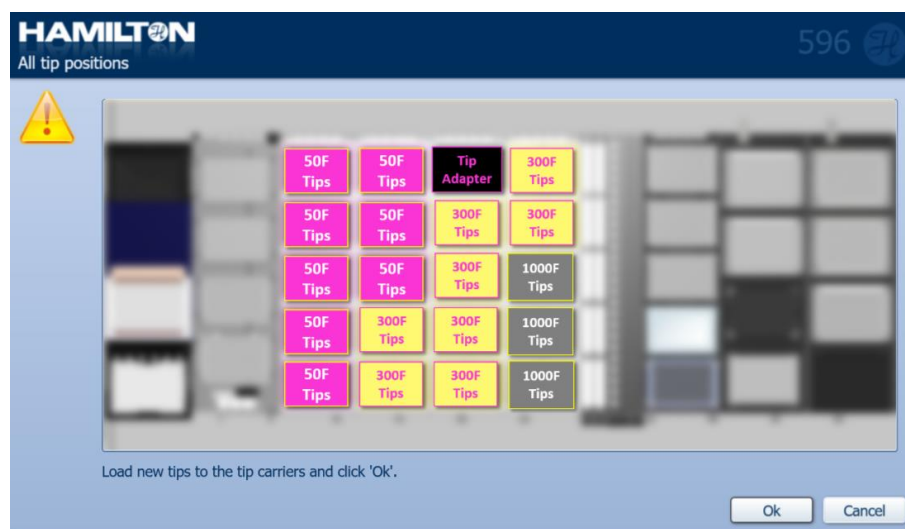 HAMILTON
All tip positions
596
50F
Tips
50F
Tips
Tip
Adapter
300F
Tips
50F
Tips
50F
Tips
300F
Tips
300F
Tips
50F
Tips
50F
Tips
300F
Tips
1000F
Tips
50F
Tips
300F
Tips
300F
Tips
1000F
Tips
50F
Tips
300F
Tips
300F
Tips
1000F
Tips
Load new tips to the tip carriers and click 'Ok'.
Ok
Cancel